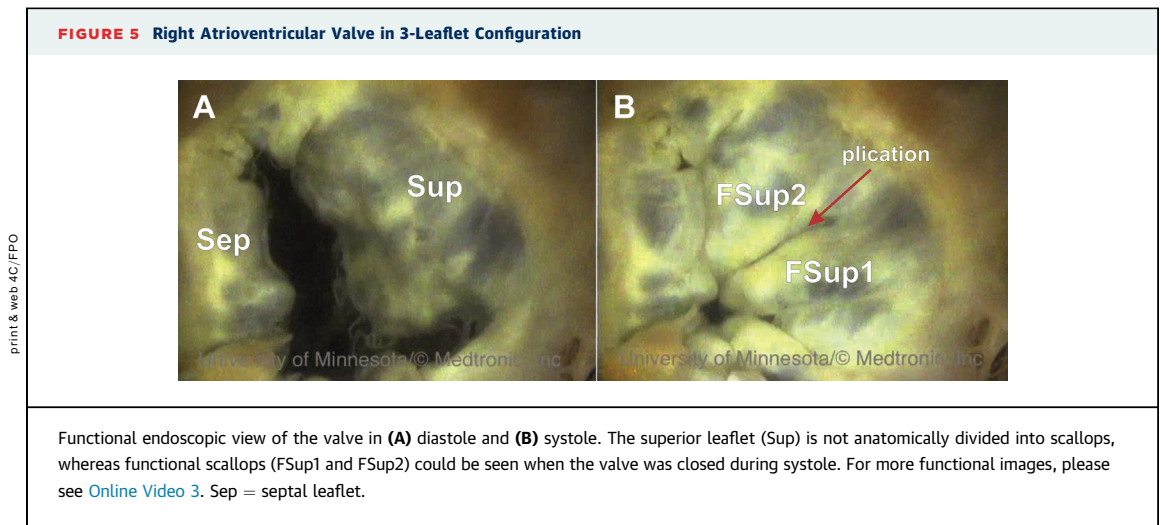 FIGURE 5 Right Atrioventricular Valve in 3-Leaflet Configuration
print & web 4C/FPO
A
Sup
Sep
University of Minnesota/© Medtronic, Inc
B
plication
FSup2
FSup1
University of Minnesota/© Medtronic, Inc
Functional endoscopic view of the valve in (A) diastole and (B) systole. The superior leaflet (Sup) is not anatomically divided into scallops,
whereas functional scallops (FSup1 and FSup2) could be seen when the valve was closed during systole. For more functional images, please
see Online Video 3. Sep = septal leaflet.